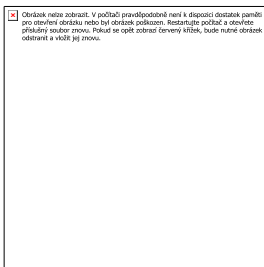 Obrázek nelze zobrazit. V počítači pravděpodobně není k dispozici dostatek paměti
pro otevření obrázku nebo byl obrázek poškozen. Restartujte počítač a otevřete
příslušný soubor znovu. Pokud se opět zobrazí červený křížek, bude nutné obrázek
odstranit a vložit jej znovu.